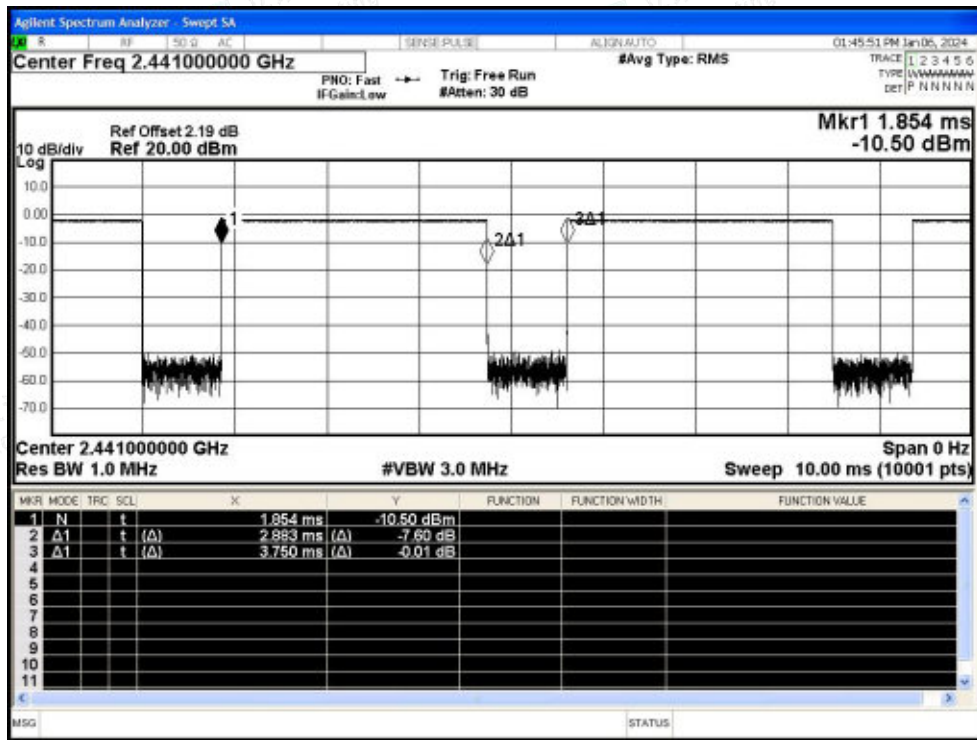 Agilent Spectrum Analyzer - Swept SA
R RF 50 Ω AC SENSE:PULSE ALIGNAUTO 01:45:51 PM Jan 06, 2024
Center Freq 2.441000000 GHz #Avg Type: RMS TRACE 1 2 3 4 5 6
PNO: Fast Trig: Free Run TYPE
IFGain:Low #Atten: 30 dB DET P N N N N N
Mkr1 1.854 ms
Ref Offset 2.19 dB
10 dB/div Ref 20.00 dBm -10.50 dBm
Log
10.0
0.00
1 3Δ1
-10.0
2Δ1
-20.0
-30.0
-40.0
-50.0
-60.0
-70.0
Center 2.441000000 GHz Span 0 Hz
Res BW 1.0 MHz #VBW 3.0 MHz Sweep 10.00 ms (10001 pts)
MKR MODE TRC SCL X Y FUNCTION FUNCTION WIDTH FUNCTION VALUE
1 N t 1.854 ms -10.50 dBm
2 Δ1 t (Δ) 2.883 ms (Δ) -7.60 dB
3 Δ1 t (Δ) 3.750 ms (Δ) -0.01 dB
4
5
6
7
8
9
10
11
MSG STATUS